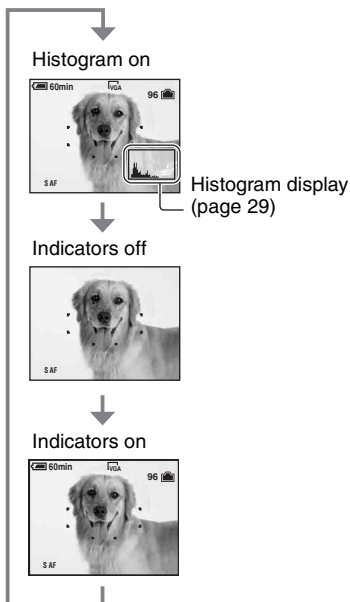 Histogram on
60min VGA 96
S AF
Histogram display
(page 29)
Indicators off
S AF
Indicators on
60min VGA 96
S AF